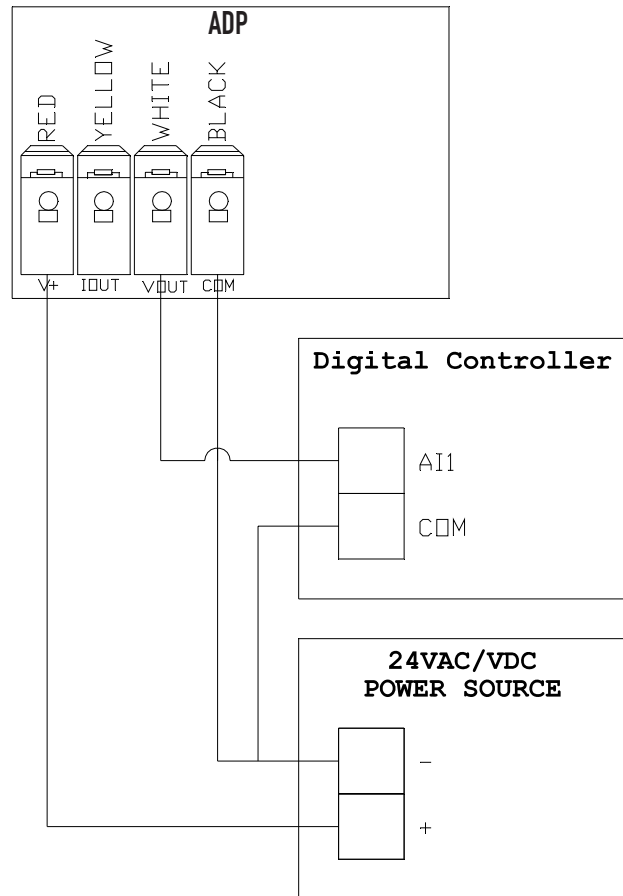 ADP
RED
YELLOW
WHITE
BLACK
V+
IOUT
VOUT
COM
Digital Controller
AI1
COM
24VAC/VDC
POWER SOURCE
-
+